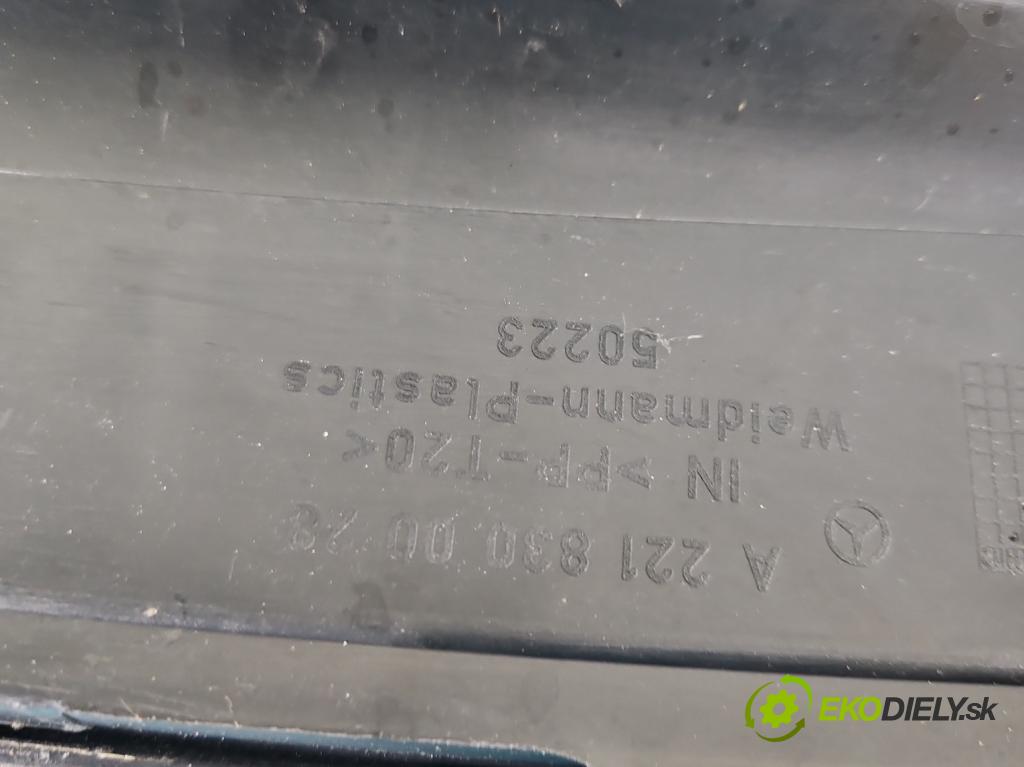 A 221 830 00
IN >PP-T20<
Weidmann-Plastics
50223
EKODIELY.sk